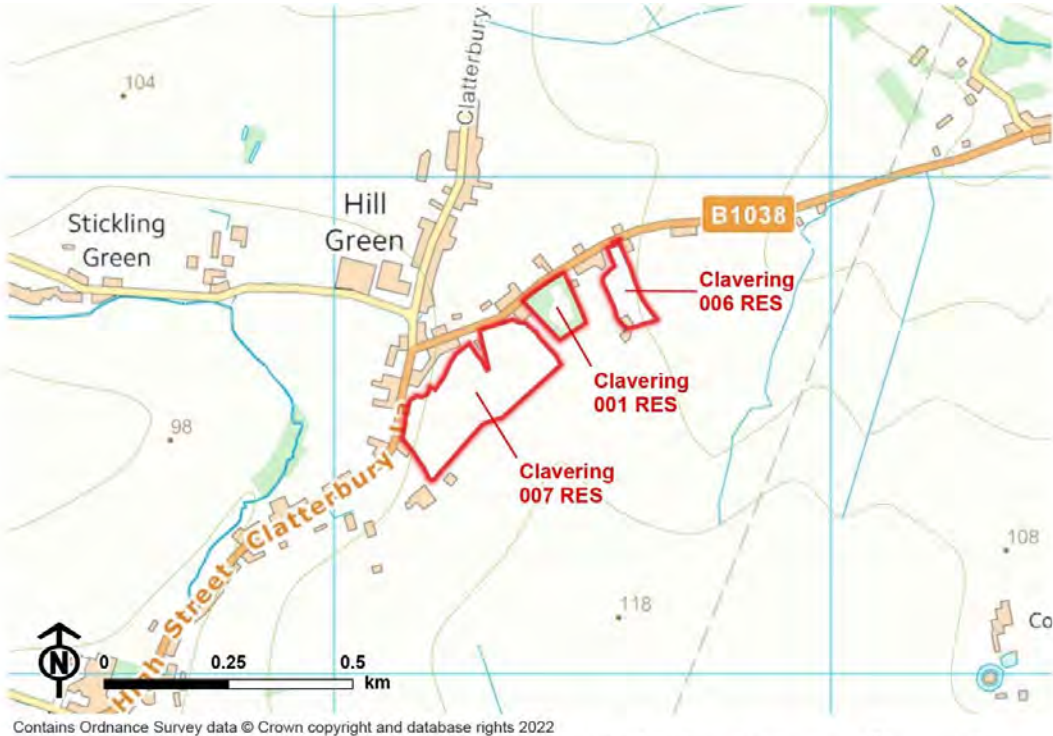 104
Clatterbury
Hill
Green
Stickling
Green
B1038
Clavering
006 RES
Clavering
001 RES
98
Clavering
007 RES
High Street
Clatterbury La
108
118
Co
N
0 0.25 0.5
km
Contains Ordnance Survey data © Crown copyright and database rights 2022